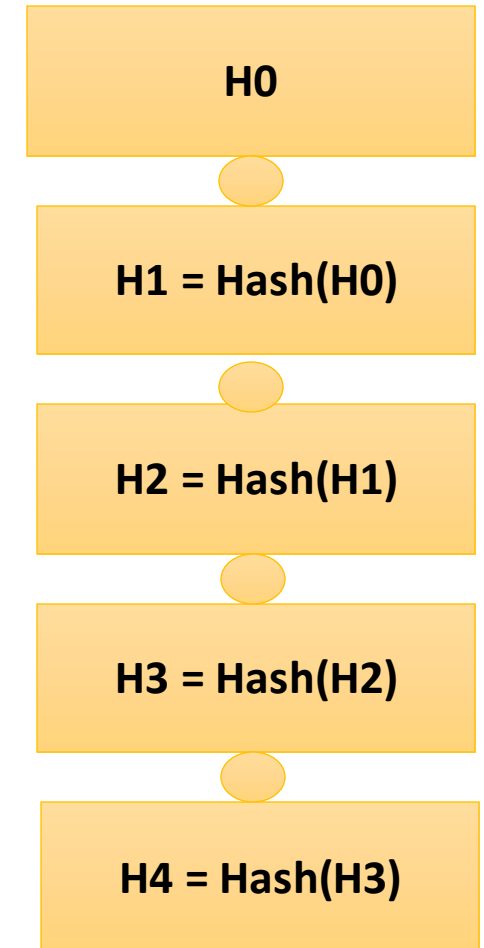 H0
H1 = Hash(H0)
H2 = Hash(H1)
H3 = Hash(H2)
H4 = Hash(H3)